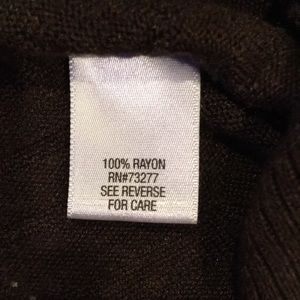 100% RAYON
RN#73277
SEE REVERSE
FOR CARE